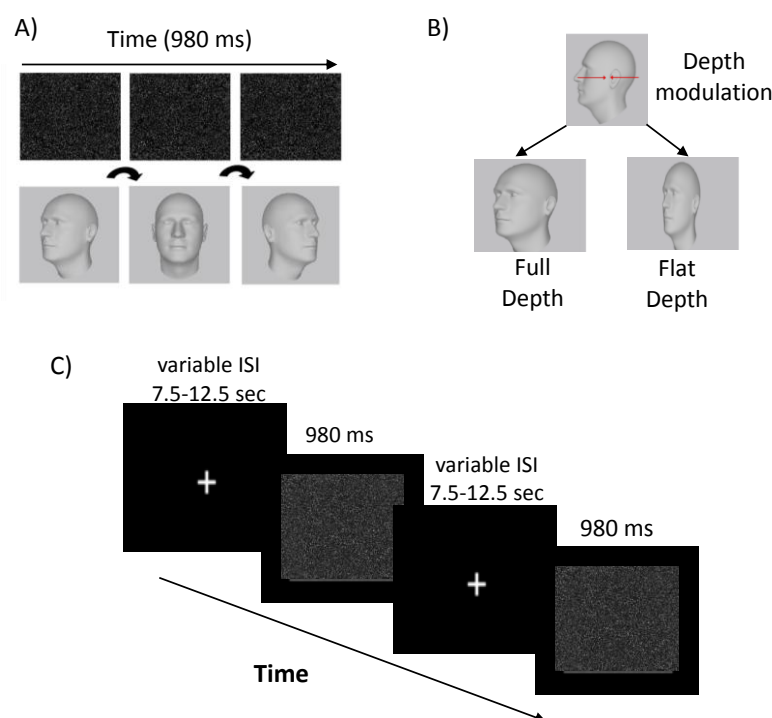 A)
Time (980 ms)
B)
Depth
modulation
Full
Depth
Flat
Depth
C)
variable ISI
7.5-12.5 sec
980 ms
variable ISI
7.5-12.5 sec
980 ms
Time